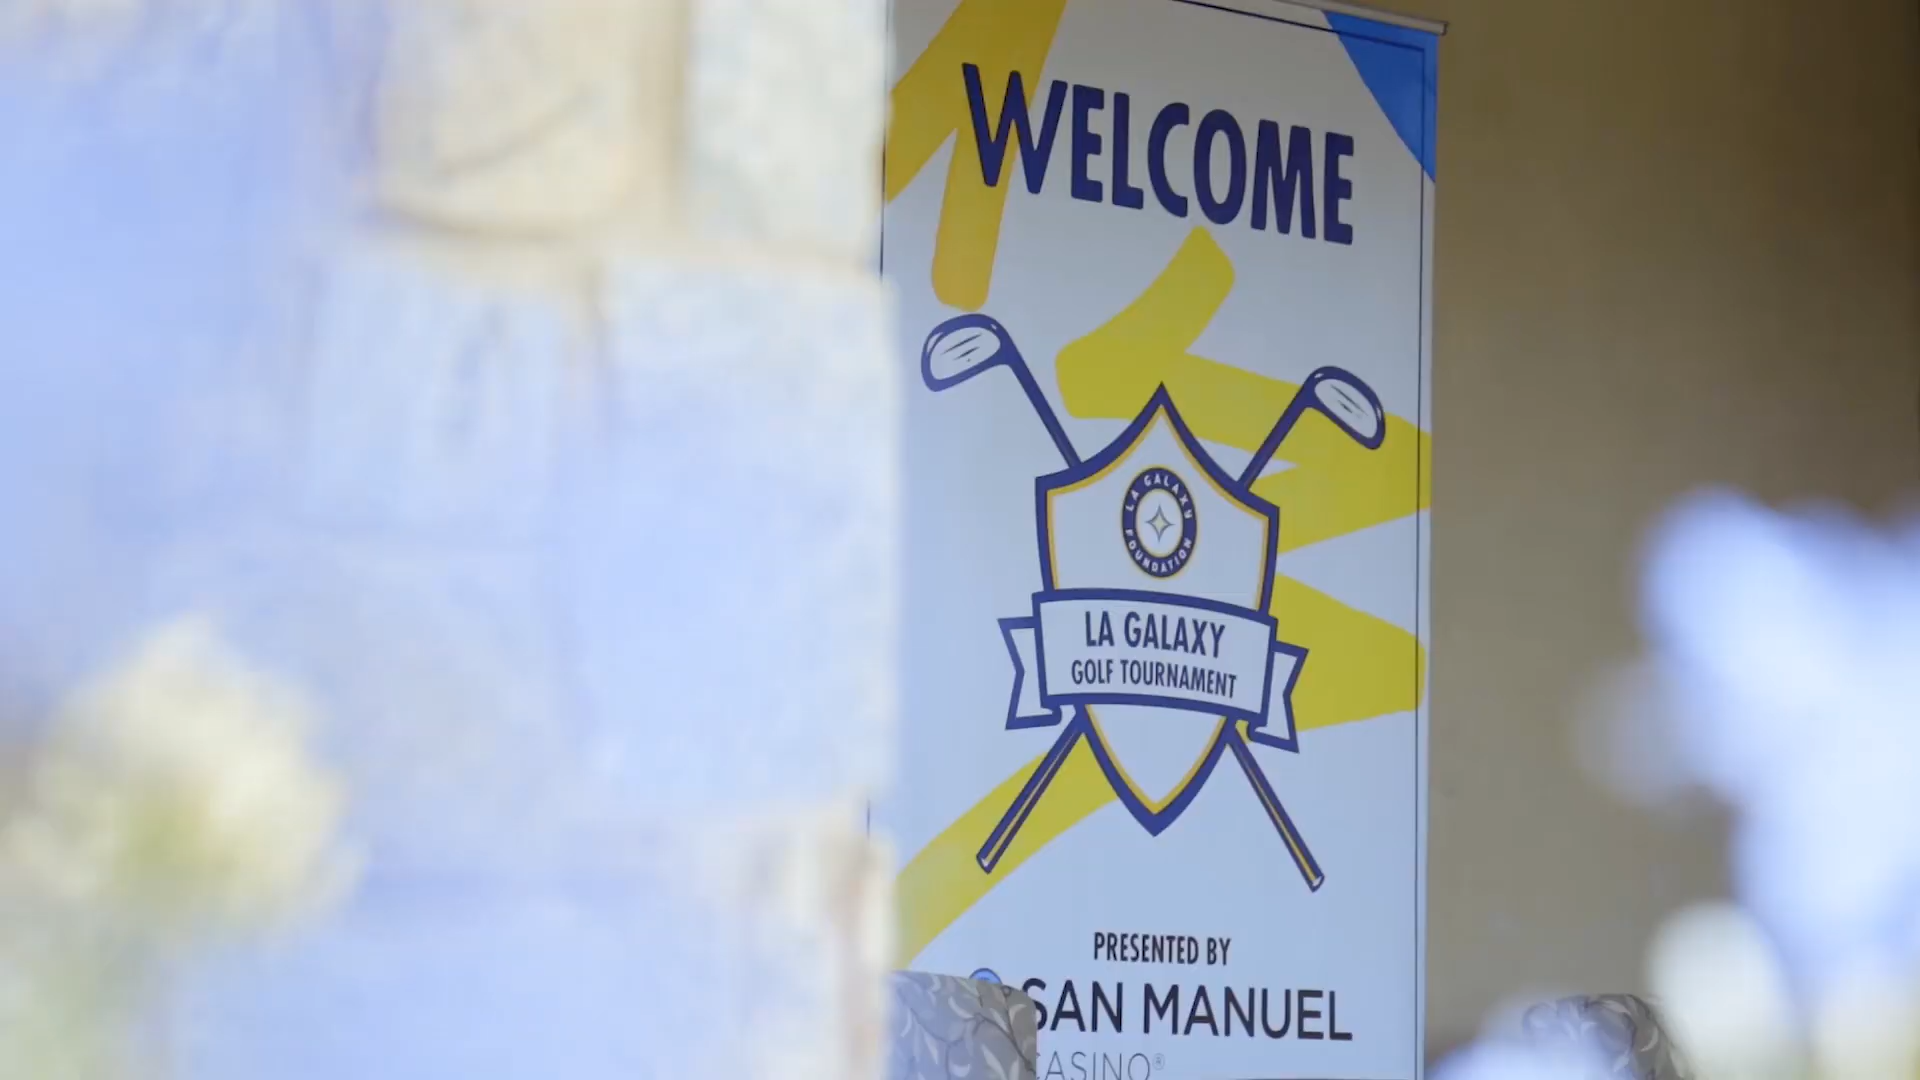 WELCOME
LA GALAXY
FOUNDATION
LA GALAXY
GOLF TOURNAMENT
PRESENTED BY
SAN MANUEL
CASINO®